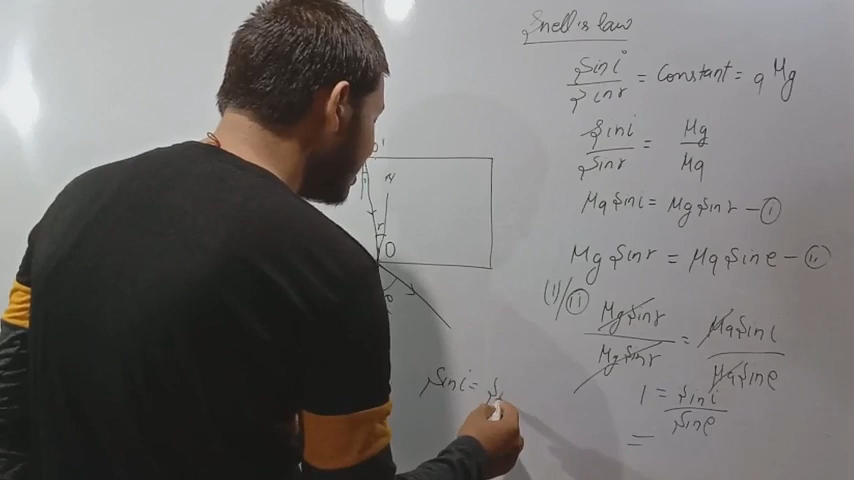 Snell's law
Sin i / Sin r = Constant = aμg
Sin i / Sin r = μg / μa
μa Sin i = μg Sin r - (i)
μg Sin r = μa Sin e - (ii)
(i)/(ii) μg Sin r / μg Sin r = μa Sin i / μa Sin e
1 = Sin i / Sin e
=
Sin i = S
O'
N
r
O
e